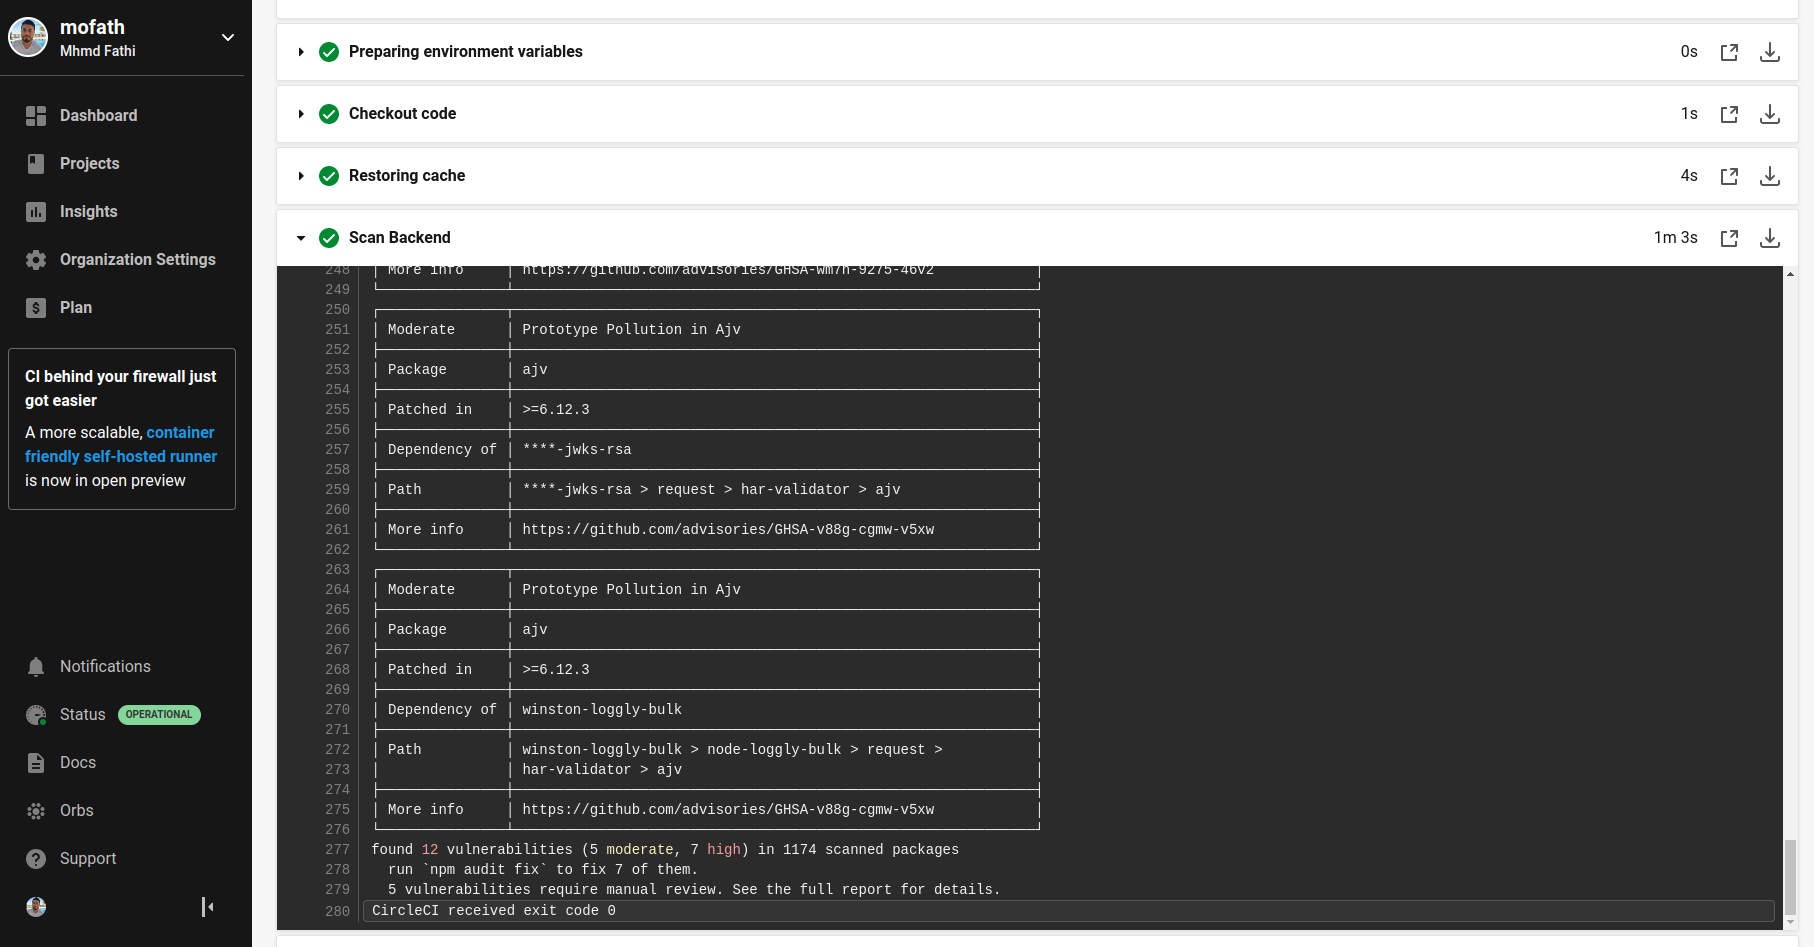 mofath
Mhmd Fathi
Dashboard
Projects
Insights
Organization Settings
$ Plan
CI behind your firewall just
got easier
A more scalable, container
friendly self-hosted runner
is now in open preview
Notifications
Status OPERATIONAL
Docs
Orbs
? Support
Preparing environment variables 0s
Checkout code 1s
Restoring cache 4s
Scan Backend 1m 3s
248 More info https://github.com/advisories/GHSA-wm7h-9275-46v2
249
250
251 Moderate Prototype Pollution in Ajv
252
253 Package ajv
254
255 Patched in >=6.12.3
256
257 Dependency of ****-jwks-rsa
258
259 Path ****-jwks-rsa > request > har-validator > ajv
260
261 More info https://github.com/advisories/GHSA-v88g-cgmw-v5xw
262
263
264 Moderate Prototype Pollution in Ajv
265
266 Package ajv
267
268 Patched in >=6.12.3
269
270 Dependency of winston-loggly-bulk
271
272 Path winston-loggly-bulk > node-loggly-bulk > request >
273 har-validator > ajv
274
275 More info https://github.com/advisories/GHSA-v88g-cgmw-v5xw
276
277 found 12 vulnerabilities (5 moderate, 7 high) in 1174 scanned packages
278 run `npm audit fix` to fix 7 of them.
279 5 vulnerabilities require manual review. See the full report for details.
280 CircleCI received exit code 0